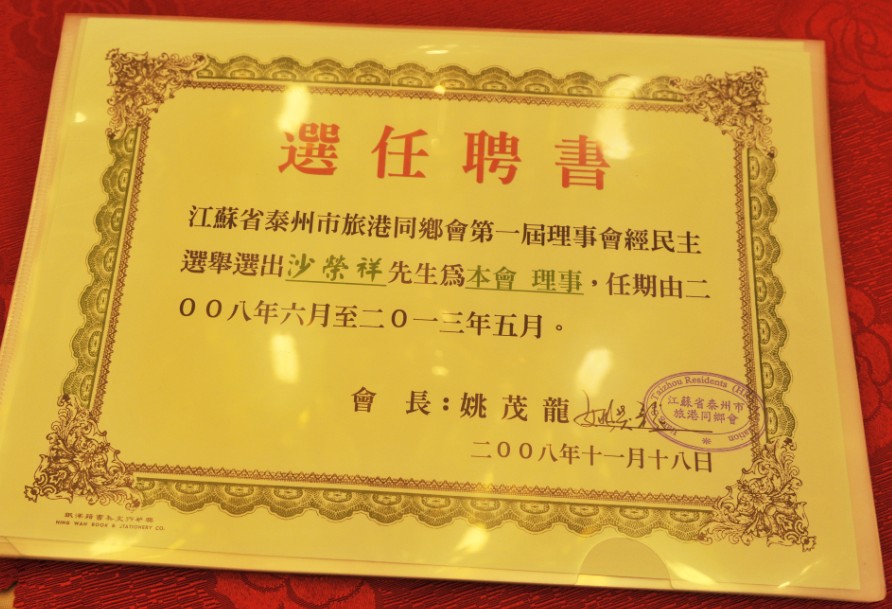 選任聘書
江蘇省泰州市旅港同鄉會第一屆理事會經民主
選舉選出沙榮祥先生為本會 理事，任期由二
００八年六月至二０一三年五月。
會 長：姚茂龍
Taizhou Residents (H.K.)
江蘇省泰州市
旅港同鄉會
二００八年十一月十八日